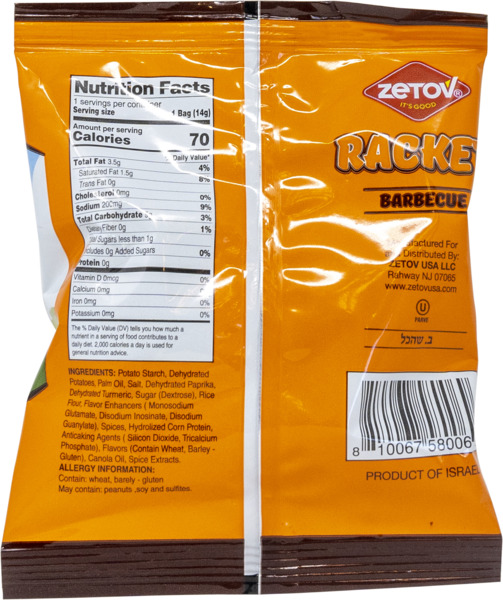 Nutrition Facts
1 servings per container
Serving size 1 Bag (14g)
Amount per serving
Calories 70
Daily Value*
Total Fat 3.5g 4%
Saturated Fat 1.5g 8%
Trans Fat 0g
Cholesterol 0mg 0%
Sodium 200mg 9%
Total Carbohydrate 3%
Fiber 0g 1%
Sugars less than 1g
Includes 0g Added Sugars 0%
Protein 0g
Vitamin D 0mcg 0%
Calcium 0mg 0%
Iron 0mg 0%
Potassium 0mg 0%
The % Daily Value (DV) tells you how much a
nutrient in a serving of food contributes to a
daily diet. 2,000 calories a day is used for
general nutrition advice.
INGREDIENTS: Potato Starch, Dehydrated
Potatoes, Palm Oil, Salt, Dehydrated Paprika,
Dehydrated Turmeric, Sugar (Dextrose), Rice
Flour, Flavor Enhancers ( Monosodium
Glutamate, Disodium Inosinate, Disodium
Guanylate), Spices, Hydrolized Corn Protein,
Anticaking Agents ( Silicon Dioxide, Tricalcium
Phosphate), Flavors (Contain Wheat, Barley -
Gluten), Canola Oil, Spice Extracts.
ALLERGY INFORMATION:
Contain: wheat, barely - gluten
May contain: peanuts ,soy and sulfites.
ZETOV®
IT'S GOOD
RACKE
BARBECUE
ufactured For
Distributed By:
ZETOV USA LLC
Rahway NJ 07065
www.zetovusa.com
U
PARVE
ב. שהכל
8 10067 58006
PRODUCT OF ISRAEL